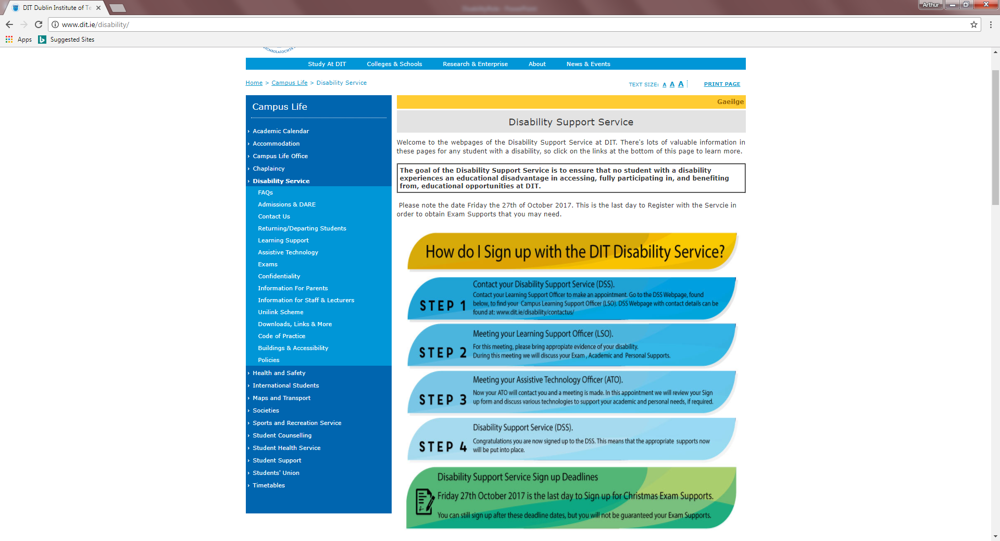 DIT Dublin Institute of Te
Arthur
www.dit.ie/disability/
Apps
Suggested Sites
Study At DIT
Colleges & Schools
Research & Enterprise
About
News & Events
Home > Campus Life > Disability Service
TEXT SIZE: A A A
PRINT PAGE
Campus Life
Academic Calendar
Accommodation
Campus Life Office
Chaplaincy
Disability Service
FAQs
Admissions & DARE
Contact Us
Returning/Departing Students
Learning Support
Assistive Technology
Exams
Confidentiality
Information For Parents
Information for Staff & Lecturers
Unilink Scheme
Downloads, Links & More
Code of Practice
Buildings & Accessibility
Policies
Health and Safety
International Students
Maps and Transport
Societies
Sports and Recreation Service
Student Counselling
Student Health Service
Student Support
Students' Union
Timetables
Gaeilge
Disability Support Service
Welcome to the webpages of the Disability Support Service at DIT. There's lots of valuable information in
these pages for any student with a disability, so click on the links at the bottom of this page to learn more.
The goal of the Disability Support Service is to ensure that no student with a disability
experiences an educational disadvantage in accessing, fully participating in, and benefiting
from, educational opportunities at DIT.
Please note the date Friday the 27th of October 2017. This is the last day to Register with the Servcie in
order to obtain Exam Supports that you may need.
How do I Sign up with the DIT Disability Service?
STEP 1
Contact your Disability Support Service (DSS).
Contact your Learning Support Officer to make an appointment. Go to the DSS Webpage, found
below, to find your Campus Learning Support Officer (LSO). DSS Webpage with contact details can be
found at: www.dit.ie/disability/contactus/
STEP 2
Meeting your Learning Support Officer (LSO).
For this meeting, please bring appropiate evidence of your disability.
During this meeting we will discuss your Exam , Academic and Personal Supports.
STEP 3
Meeting your Assistive Technology Officer (ATO).
Now your ATO will contact you and a meeting is made. In this appointment we will review your Sign
up form and discuss various technologies to support your academic and personal needs, if required.
STEP 4
Disability Support Service (DSS).
Congratulations you are now signed up to the DSS. This means that the appropriate supports now
will be put into place.
Disability Support Service Sign up Deadlines
Friday 27th October 2017 is the last day to Sign up for Christmas Exam Supports.
You can still sign up after these deadline dates, but you will not be guaranteed your Exam Supports.